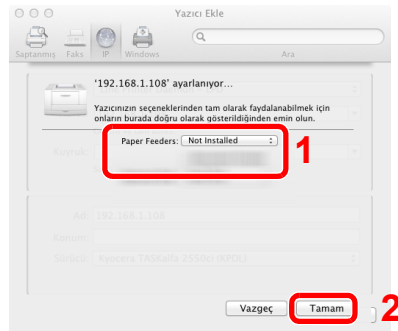 Yazıcı Ekle
Saptanmış Faks IP Windows Ara
'192.168.1.108' ayarlanıyor...
Yazıcınızın seçeneklerinden tam olarak faydalanabilmek için
onların burada doğru olarak gösterildiğinden emin olun.
Paper Feeders: Not Installed
1
Kuyruk:
Ad: 192.168.1.108
Konum:
Sürücü: Kyocera TASKalfa 2550ci (KPDL)
Vazgeç Tamam
2